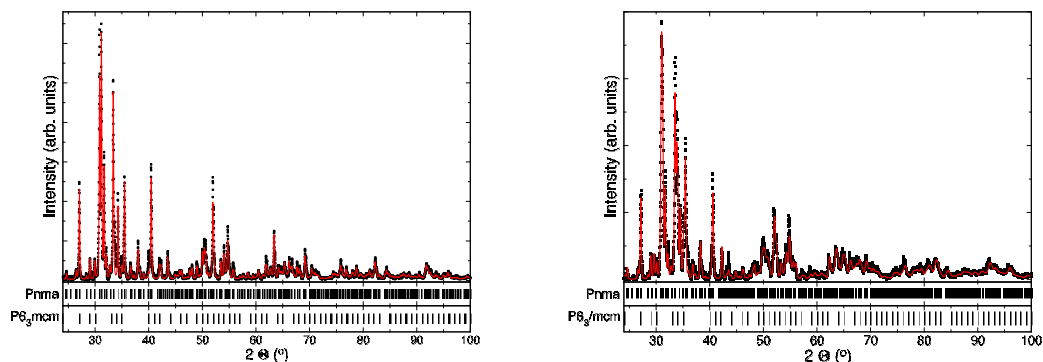 Intensity (arb. units)
Pnma
P6₃mcm
30 40 50 60 70 80 90 100
2 Θ (º)
Intensity (arb. units)
Pnma
P6₃/mcm
30 40 50 60 70 80 90 100
2 Θ (º)